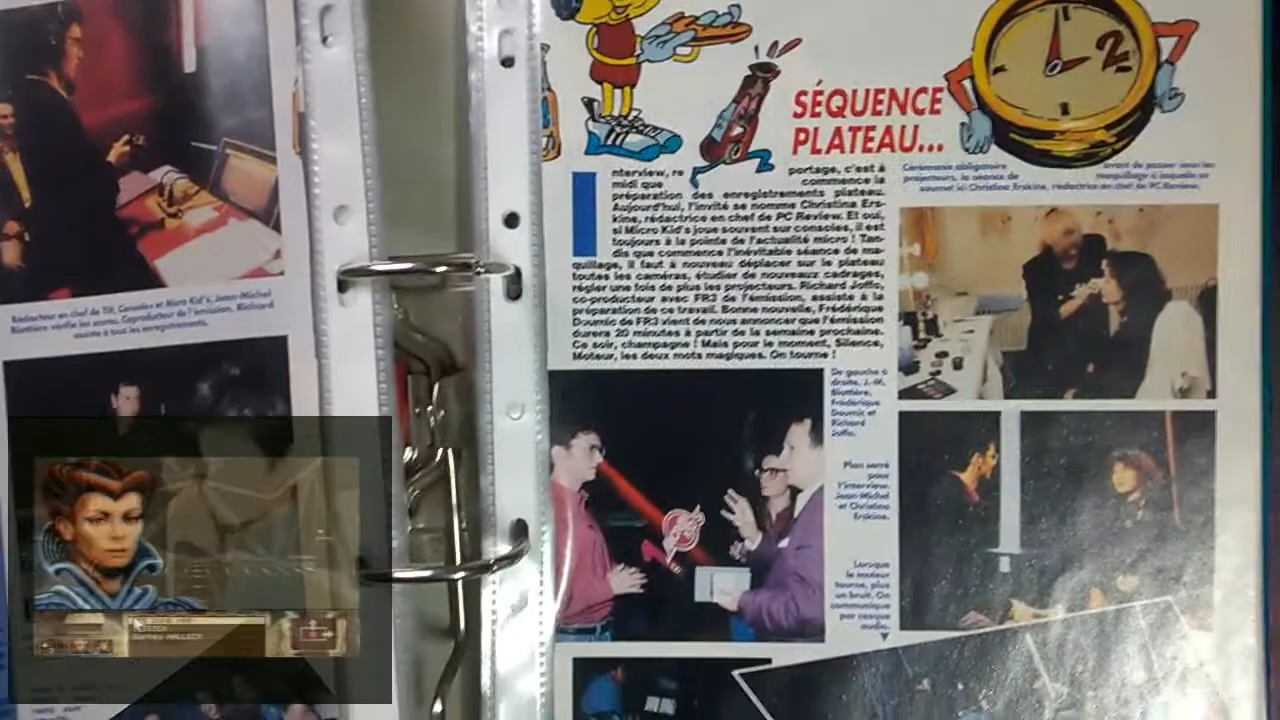 Rédacteur en chef de Tilt, Consoles et Micro Kid's, Jean-Michel
Blottière vérifie les scores. Coproducteur de l'émission, Richard
assiste à tous les enregistrements.
SÉQUENCE
PLATEAU...
2
Interview, re portage, c'est à
midi que commence la
préparation des enregistrements plateau.
Aujourd'hui, l'invité se nomme Christina Ers-
kine, rédactrice en chef de PC Review. Et oui,
si Micro Kid's joue souvent sur consoles, il est
toujours à la pointe de l'actualité micro ! Tan-
dis que commence l'inévitable séance de ma-
quillage, il faut à nouveau déplacer sur le plateau
toutes les caméras, étudier de nouveaux cadrages,
régler une fois de plus les projecteurs. Richard Joffo,
co-producteur avec FR3 de l'émission, assiste à la
préparation de ce travail. Bonne nouvelle, Frédérique
Doumic de FR3 vient de nous annoncer que l'émission
durera 20 minutes à partir de la semaine prochaine.
Ce soir, champagne ! Mais pour le moment, Silence,
Moteur, les deux mots magiques. On tourne !
Cérémonie obligatoire avant de passer sous les
projecteurs, la séance de maquillage à laquelle se
soumet ici Christina Erskine, rédactrice en chef de PC Review.
De gauche à
droite, J.-M.
Blottière,
Frédérique
Doumic et
Richard
Joffo.
Plan serré
pour
l'interview.
Jean-Michel
et Christina
Erskine.
Lorsque
le moteur
tourne, plus
un bruit. On
communique
par casque
audio.
Gurney HALLECK